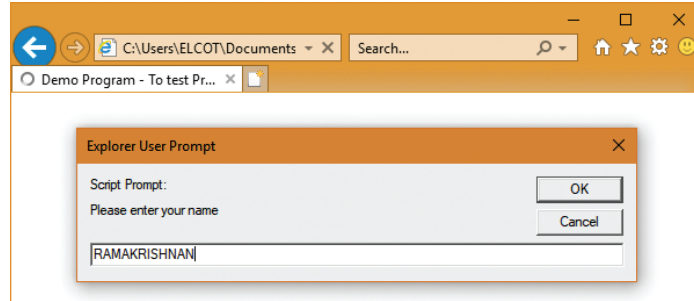 C:\Users\ELCOT\Documents
Search...
Demo Program - To test Pr...
Explorer User Prompt
Script Prompt:
OK
Please enter your name
Cancel
RAMAKRISHNAN